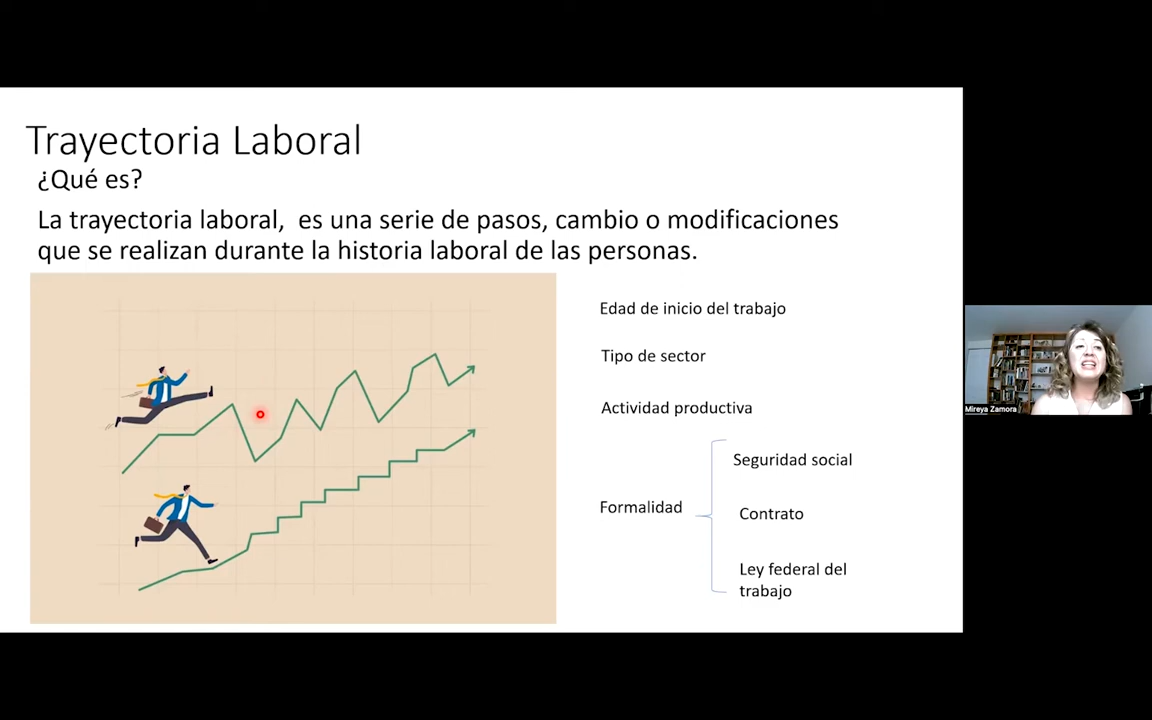 Trayectoria Laboral
¿Qué es?
La trayectoria laboral,  es una serie de pasos, cambio o modificaciones
que se realizan durante la historia laboral de las personas.
Edad de inicio del trabajo
Tipo de sector
Actividad productiva
Formalidad
Seguridad social
Contrato
Ley federal del
trabajo
Mireya Zamora